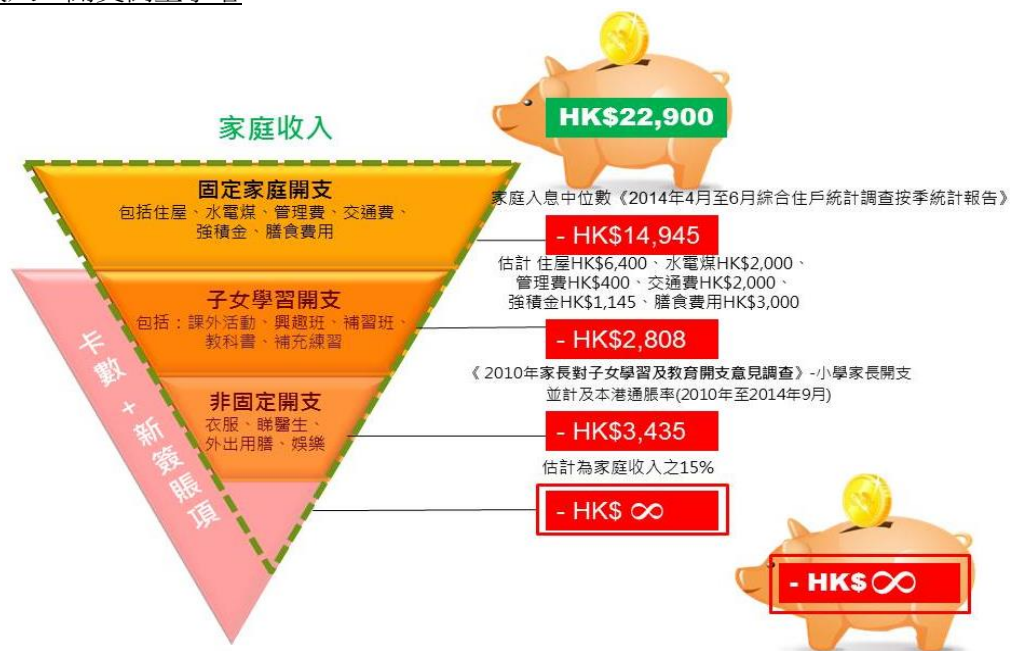 HK$22,900
家庭收入
固定家庭開支
包括住屋、水電煤、管理費、交通費、
強積金、膳食費用
家庭入息中位數《2014年4月至6月綜合住戶統計調查按季統計報告》
- HK$14,945
估計 住屋HK$6,400、水電煤HK$2,000、
管理費HK$400、交通費HK$2,000、
強積金HK$1,145、膳食費用HK$3,000
子女學習開支
包括：課外活動、興趣班、補習班、
教科書、補充練習
- HK$2,808
《 2010年家長對子女學習及教育開支意見調查》-小學家長開支
並計及本港通脹率(2010年至2014年9月)
非固定開支
衣服、睇醫生、
外出用膳、娛樂
- HK$3,435
估計為家庭收入之15%
卡數 + 新簽賬項
- HK$ ∞
- HK$ ∞